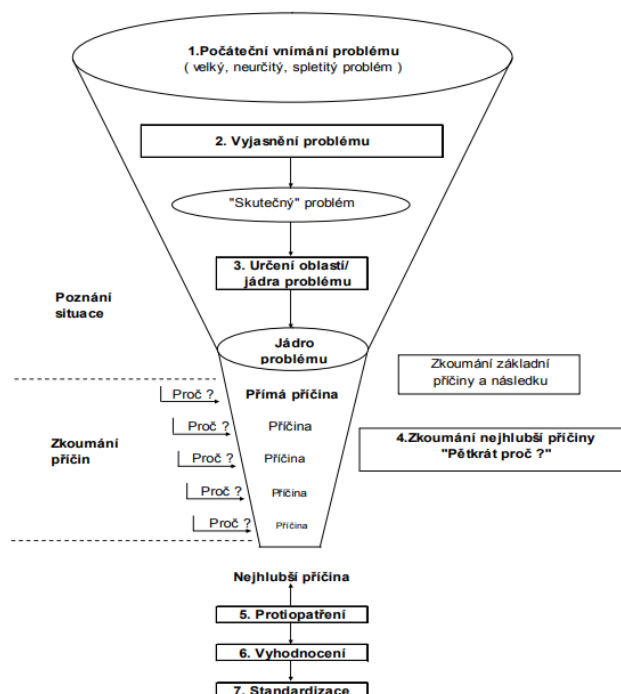 1.Počáteční vnímání problému
( velký, neurčitý, spletitý problém )
2. Vyjasnění problému
"Skutečný" problém
3. Určení oblastí/
jádra problému
Poznání
situace
Jádro
problému
Zkoumání základní
příčiny a následku
Proč ?
Přímá příčina
Proč ?
Příčina
4.Zkoumání nejhlubší příčiny
"Pětkrát proč ?"
Zkoumání
příčin
Proč ?
Příčina
Proč ?
Příčina
Proč ?
Příčina
Nejhlubší příčina
5. Protiopatření
6. Vyhodnocení
7. Standardizace